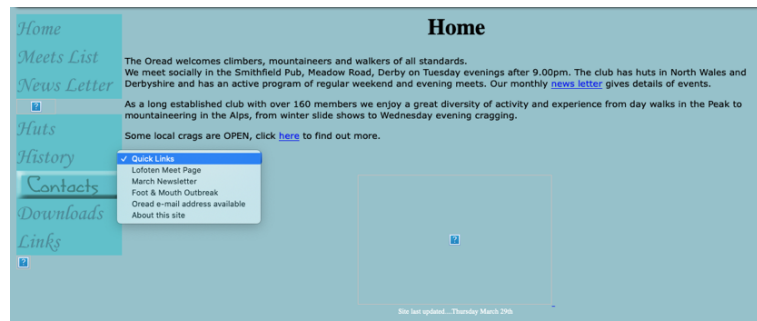 Home
Meets List
News Letter
Huts
History
Contacts
Downloads
Links
Home
The Oread welcomes climbers, mountaineers and walkers of all standards.
We meet socially in the Smithfield Pub, Meadow Road, Derby on Tuesday evenings after 9.00pm. The club has huts in North Wales and
Derbyshire and has an active program of regular weekend and evening meets. Our monthly news letter gives details of events.
As a long established club with over 160 members we enjoy a great diversity of activity and experience from day walks in the Peak to
mountaineering in the Alps, from winter slide shows to Wednesday evening cragging.
Some local crags are OPEN, click here to find out more.
✓ Quick Links
Lofoten Meet Page
March Newsletter
Foot & Mouth Outbreak
Oread e-mail address available
About this site
Site last updated....Thursday March 29th